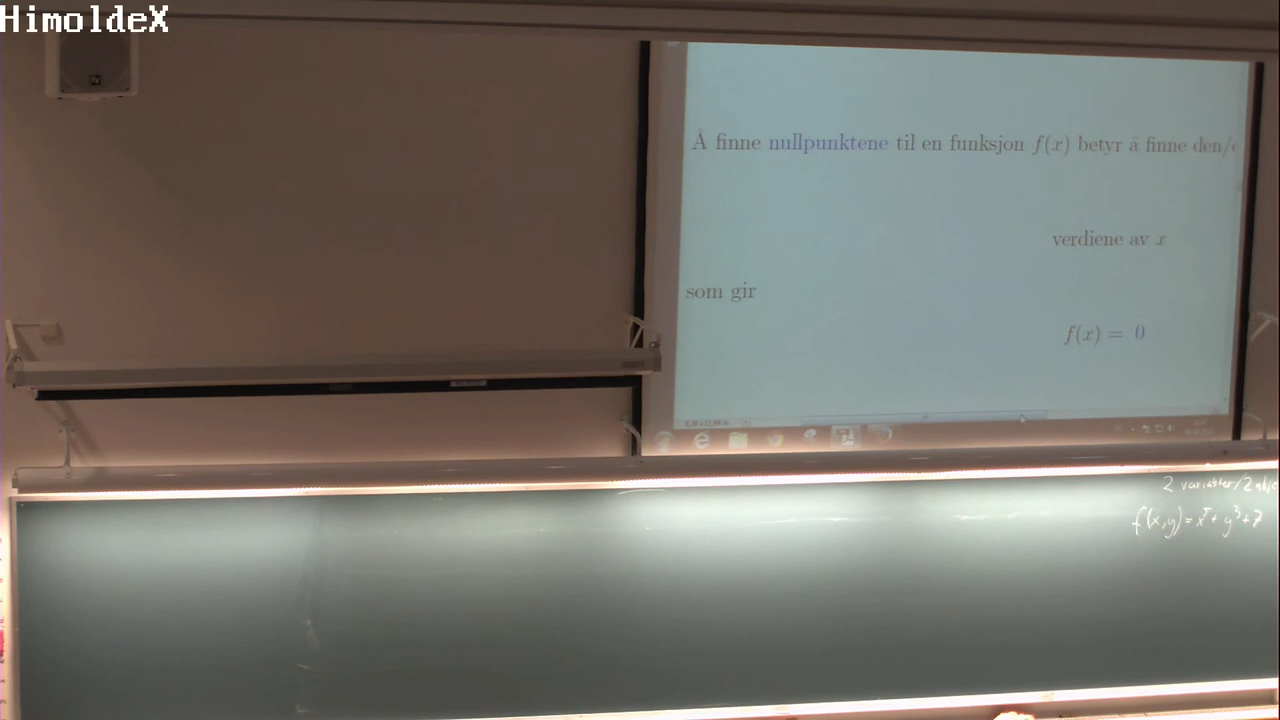 HimoldeX
Å finne nullpunktene til en funksjon f(x) betyr å finne den/
verdiene av x
som gir
f(x) = 0
2 variabler/2
f(x,y)=x⁵+y³+7